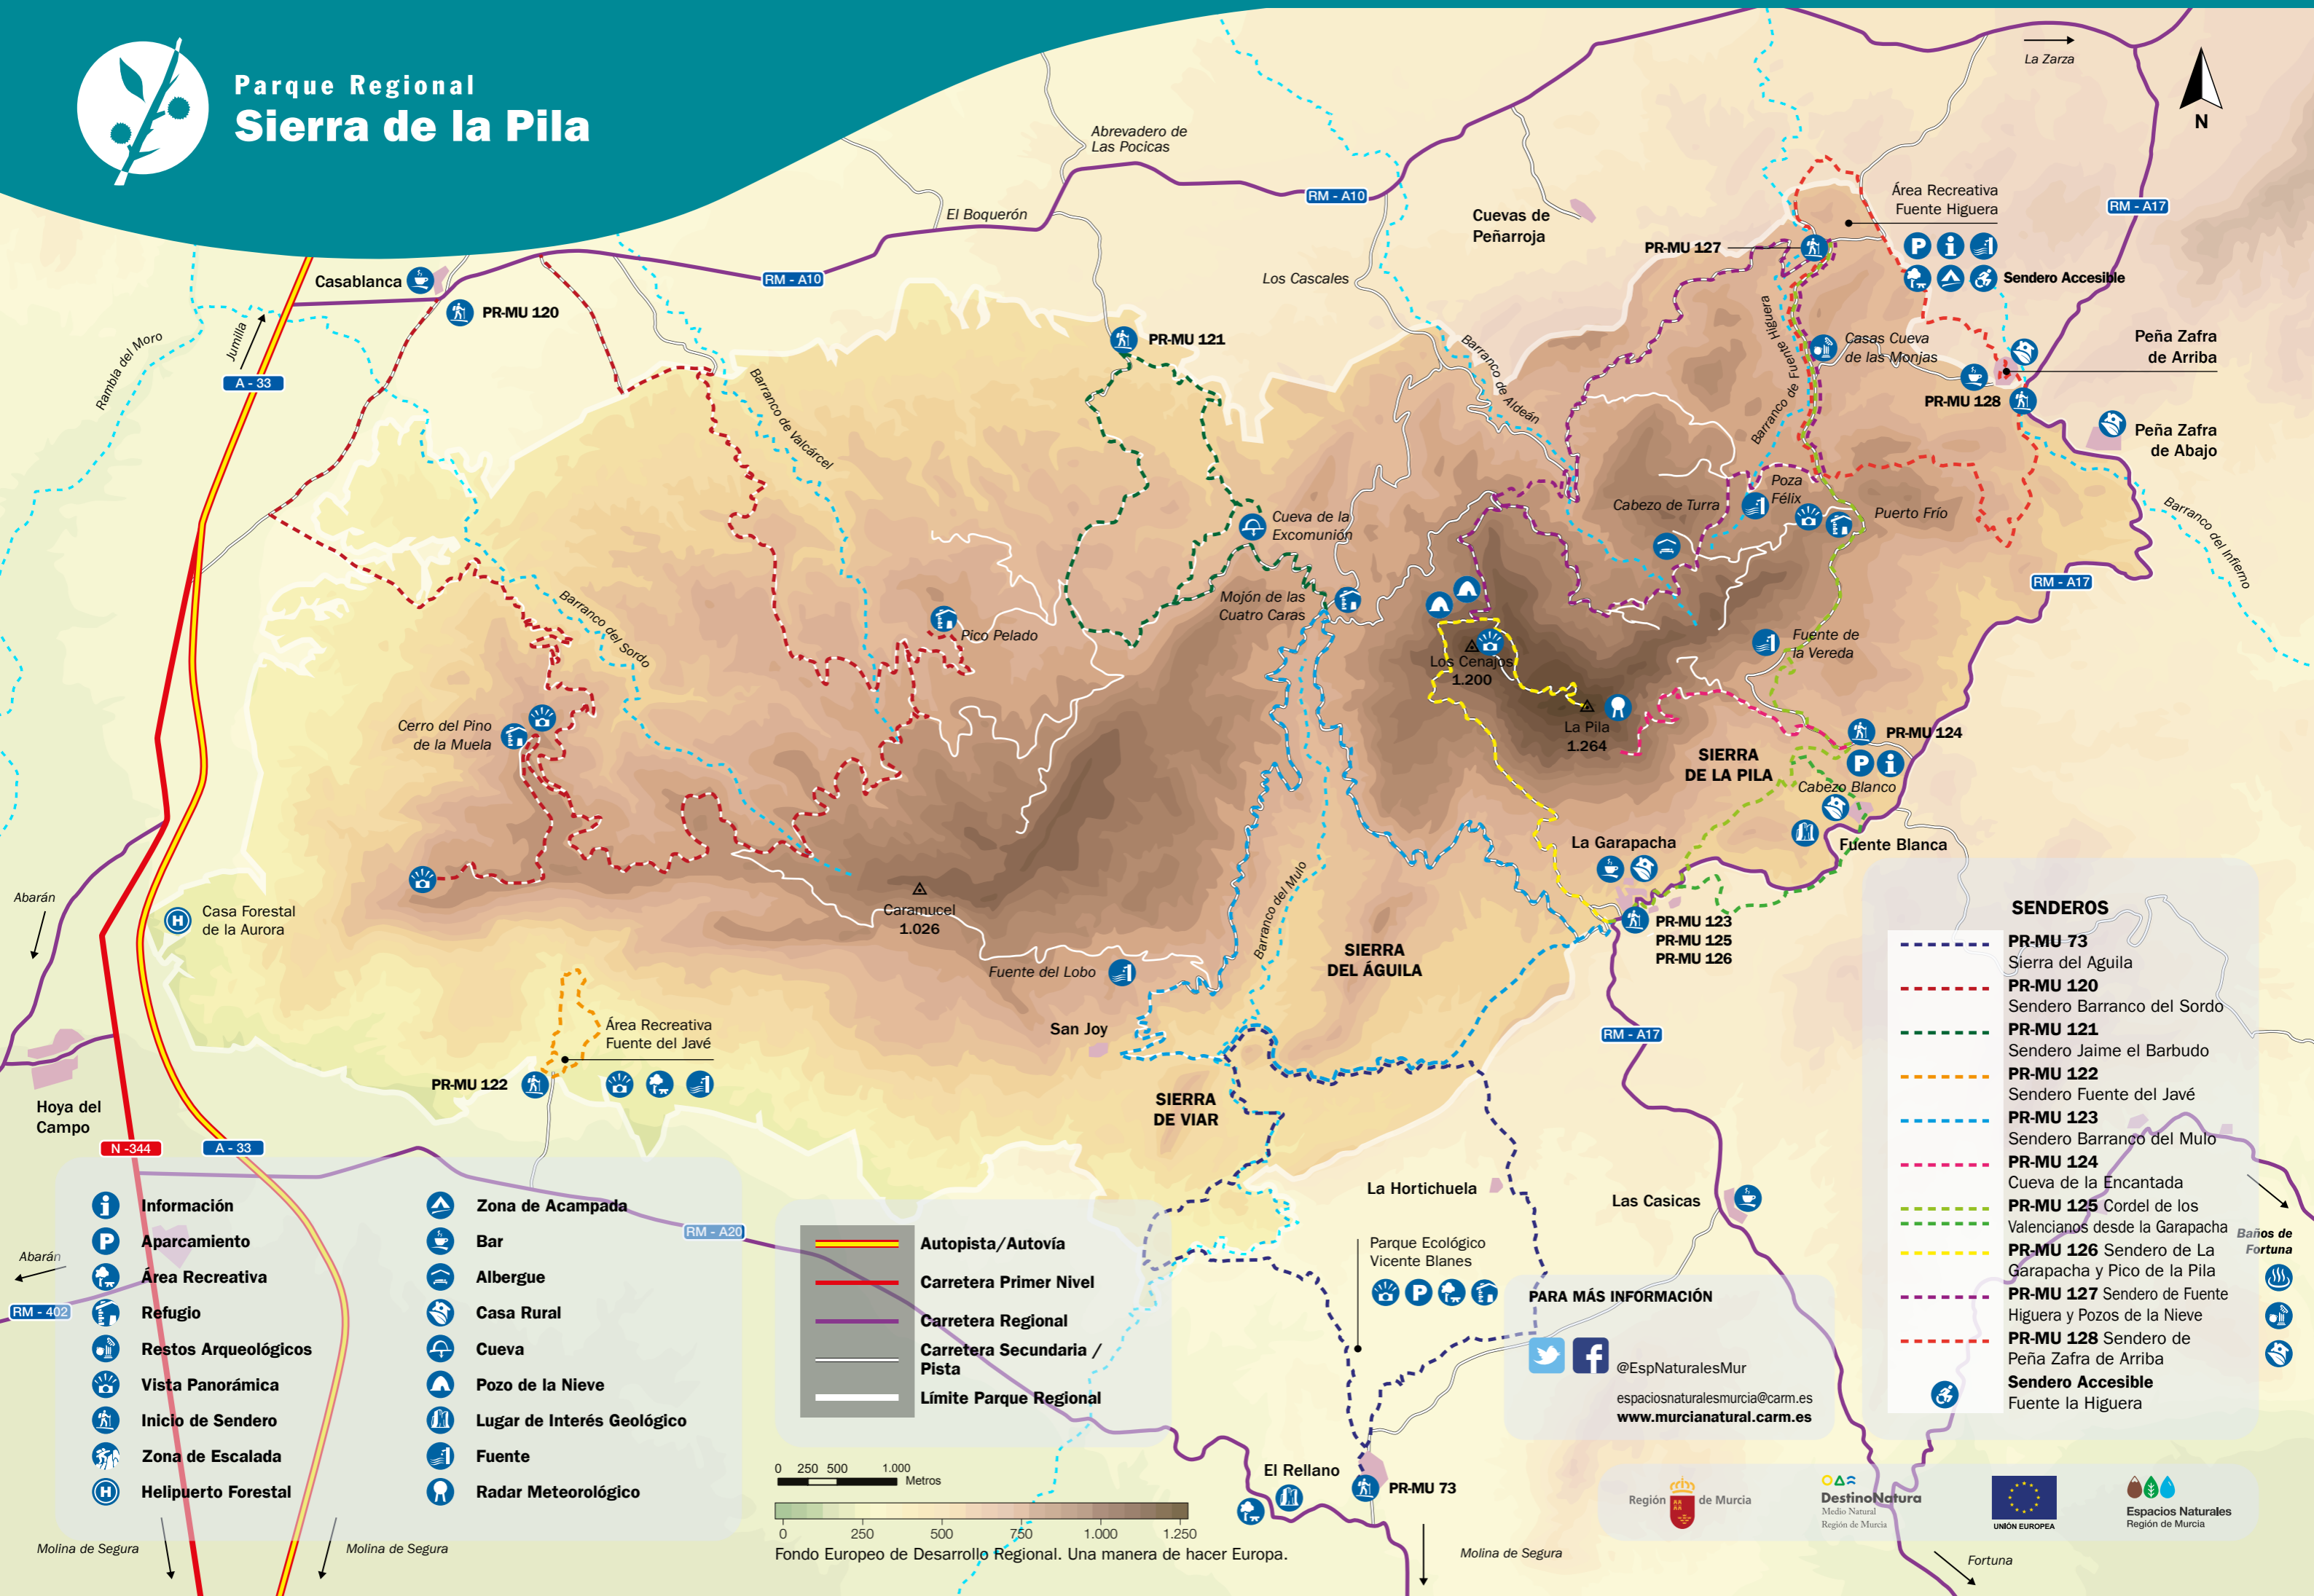 Parque Regional
Sierra de la Pila
La Zarza
N
Abrevadero de
Las Pocicas
El Boquerón
RM - A10
RM - A10
RM - A17
Cuevas de
Peñarroja
Los Cascales
PR-MU 127
Área Recreativa
Fuente Higuera
P
Sendero Accesible
Casablanca
PR-MU 120
Jumilla
Rambla del Moro
A - 33
PR-MU 121
Barranco de Valcárcel
Barranco de Aldeán
Barranco de Fuente Higuera
Casas Cueva
de las Monjas
Peña Zafra
de Arriba
PR-MU 128
Peña Zafra
de Abajo
Cabezo de Turra
Poza
Félix
Puerto Frío
Barranco del Infierno
Cueva de la
Excomunión
RM - A17
Barranco del Sordo
Mojón de las
Cuatro Caras
Pico Pelado
Fuente de
la Vereda
Los Cenajos
1.200
La Pila
1.264
Cerro del Pino
de la Muela
PR-MU 124
P
SIERRA
DE LA PILA
Cabezo Blanco
La Garapacha
Fuente Blanca
Abarán
H
Casa Forestal
de la Aurora
Caramucel
1.026
Barranco del Mulo
PR-MU 123
PR-MU 125
PR-MU 126
SIERRA
DEL ÁGUILA
Fuente del Lobo
San Joy
Área Recreativa
Fuente del Javé
PR-MU 122
RM - A17
Hoya del
Campo
SIERRA
DE VIAR
N -344
A - 33
La Hortichuela
Las Casicas
RM - A20
Abarán
RM - 402
Parque Ecológico
Vicente Blanes
P
El Rellano
PR-MU 73
Baños de
Fortuna
Información
P
Aparcamiento
Área Recreativa
Refugio
Restos Arqueológicos
Vista Panorámica
Inicio de Sendero
Zona de Escalada
H
Helipuerto Forestal
Zona de Acampada
Bar
Albergue
Casa Rural
Cueva
Pozo de la Nieve
Lugar de Interés Geológico
Fuente
Radar Meteorológico
Molina de Segura
Molina de Segura
Autopista/Autovía
Carretera Primer Nivel
Carretera Regional
Carretera Secundaria /
Pista
Límite Parque Regional
0 250 500 1.000
Metros
0 250 500 750 1.000 1.250
Fondo Europeo de Desarrollo Regional. Una manera de hacer Europa.
Molina de Segura
PARA MÁS INFORMACIÓN
@EspNaturalesMur
espaciosnaturalesmurcia@carm.es
www.murcianatural.carm.es
SENDEROS
PR-MU 73
Sierra del Aguila
PR-MU 120
Sendero Barranco del Sordo
PR-MU 121
Sendero Jaime el Barbudo
PR-MU 122
Sendero Fuente del Javé
PR-MU 123
Sendero Barranco del Mulo
PR-MU 124
Cueva de la Encantada
PR-MU 125 Cordel de los
Valencianos desde la Garapacha
PR-MU 126 Sendero de La
Garapacha y Pico de la Pila
PR-MU 127 Sendero de Fuente
Higuera y Pozos de la Nieve
PR-MU 128 Sendero de
Peña Zafra de Arriba
Sendero Accesible
Fuente la Higuera
Región de Murcia
DestinoNatura
Medio Natural
Región de Murcia
UNIÓN EUROPEA
Espacios Naturales
Región de Murcia
Fortuna